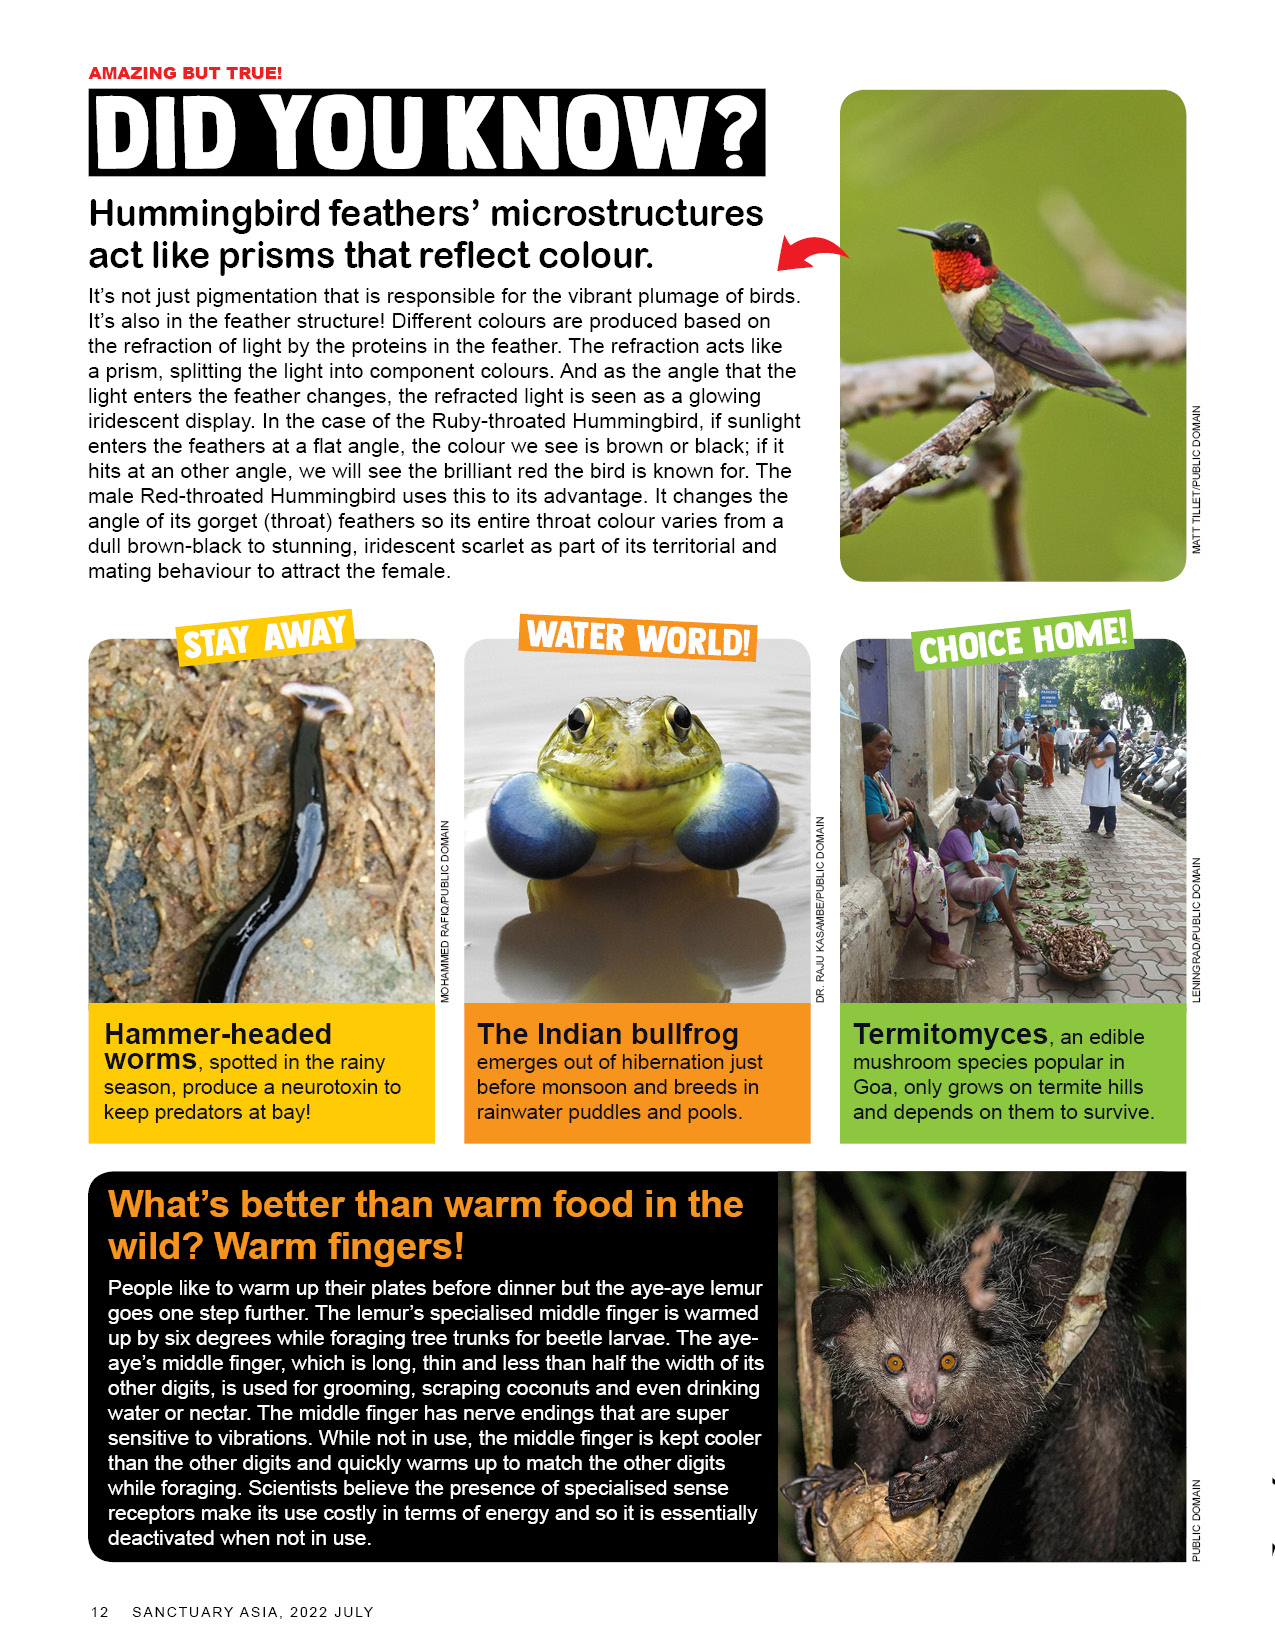 AMAZING BUT TRUE!
DID YOU KNOW?
Hummingbird feathers’ microstructures
act like prisms that reflect colour.
It’s not just pigmentation that is responsible for the vibrant plumage of birds.
It’s also in the feather structure! Different colours are produced based on
the refraction of light by the proteins in the feather. The refraction acts like
a prism, splitting the light into component colours. And as the angle that the
light enters the feather changes, the refracted light is seen as a glowing
iridescent display. In the case of the Ruby-throated Hummingbird, if sunlight
enters the feathers at a flat angle, the colour we see is brown or black; if it
hits at an other angle, we will see the brilliant red the bird is known for. The
male Red-throated Hummingbird uses this to its advantage. It changes the
angle of its gorget (throat) feathers so its entire throat colour varies from a
dull brown-black to stunning, iridescent scarlet as part of its territorial and
mating behaviour to attract the female.
MATT TILLET/PUBLIC DOMAIN
STAY AWAY
MOHAMMED RAFIQ/PUBLIC DOMAIN
Hammer-headed
worms, spotted in the rainy
season, produce a neurotoxin to
keep predators at bay!
WATER WORLD!
DR. RAJU KASAMBE/PUBLIC DOMAIN
The Indian bullfrog
emerges out of hibernation just
before monsoon and breeds in
rainwater puddles and pools.
CHOICE HOME!
PARKING
LENINGRAD/PUBLIC DOMAIN
Termitomyces, an edible
mushroom species popular in
Goa, only grows on termite hills
and depends on them to survive.
What’s better than warm food in the
wild? Warm fingers!
People like to warm up their plates before dinner but the aye-aye lemur
goes one step further. The lemur’s specialised middle finger is warmed
up by six degrees while foraging tree trunks for beetle larvae. The aye-
aye’s middle finger, which is long, thin and less than half the width of its
other digits, is used for grooming, scraping coconuts and even drinking
water or nectar. The middle finger has nerve endings that are super
sensitive to vibrations. While not in use, the middle finger is kept cooler
than the other digits and quickly warms up to match the other digits
while foraging. Scientists believe the presence of specialised sense
receptors make its use costly in terms of energy and so it is essentially
deactivated when not in use.
PUBLIC DOMAIN
12 SANCTUARY ASIA, 2022 JULY